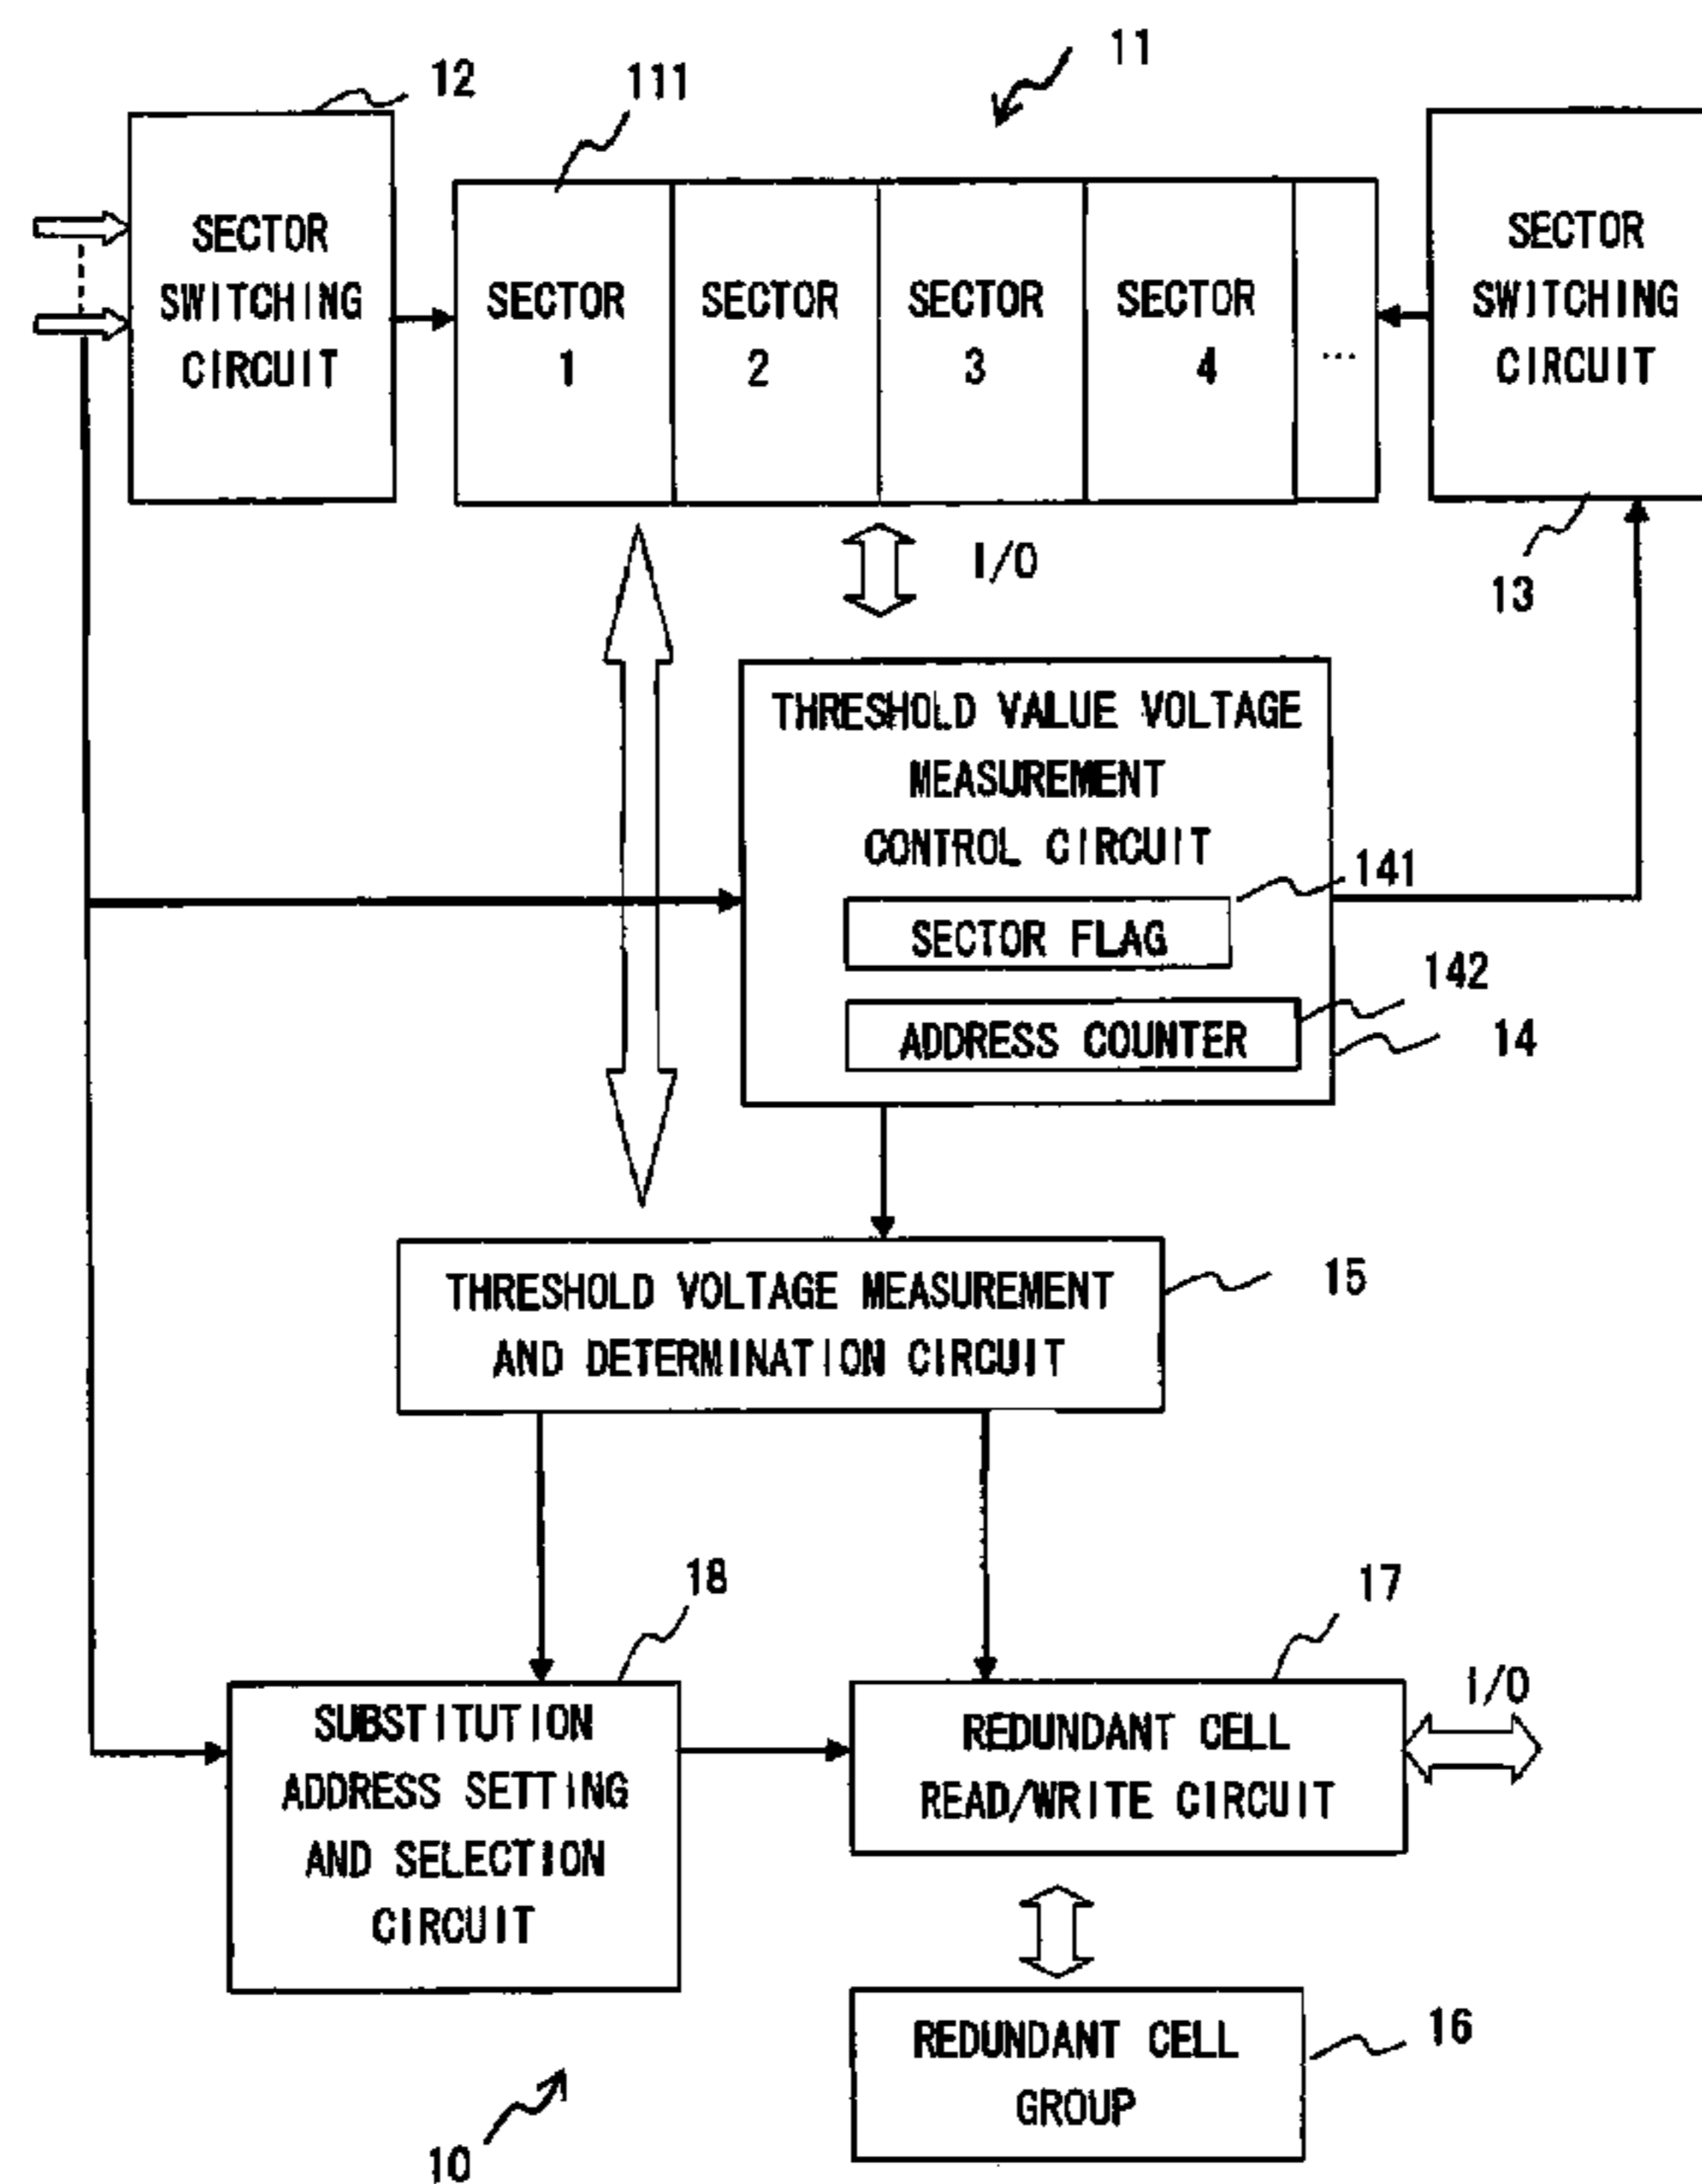 12
111
11
SECTOR
SWITCHING
CIRCUIT
SECTOR
1
SECTOR
2
SECTOR
3
SECTOR
4
...
SECTOR
SWITCHING
CIRCUIT
I/O
13
THRESHOLD VALUE VOLTAGE
MEASUREMENT
CONTROL CIRCUIT
141
SECTOR FLAG
142
ADDRESS COUNTER
14
THRESHOLD VOLTAGE MEASUREMENT
AND DETERMINATION CIRCUIT
15
18
17
SUBSTITUTION
ADDRESS SETTING
AND SELECTION
CIRCUIT
REDUNDANT CELL
READ/WRITE CIRCUIT
I/O
REDUNDANT CELL
GROUP
16
10